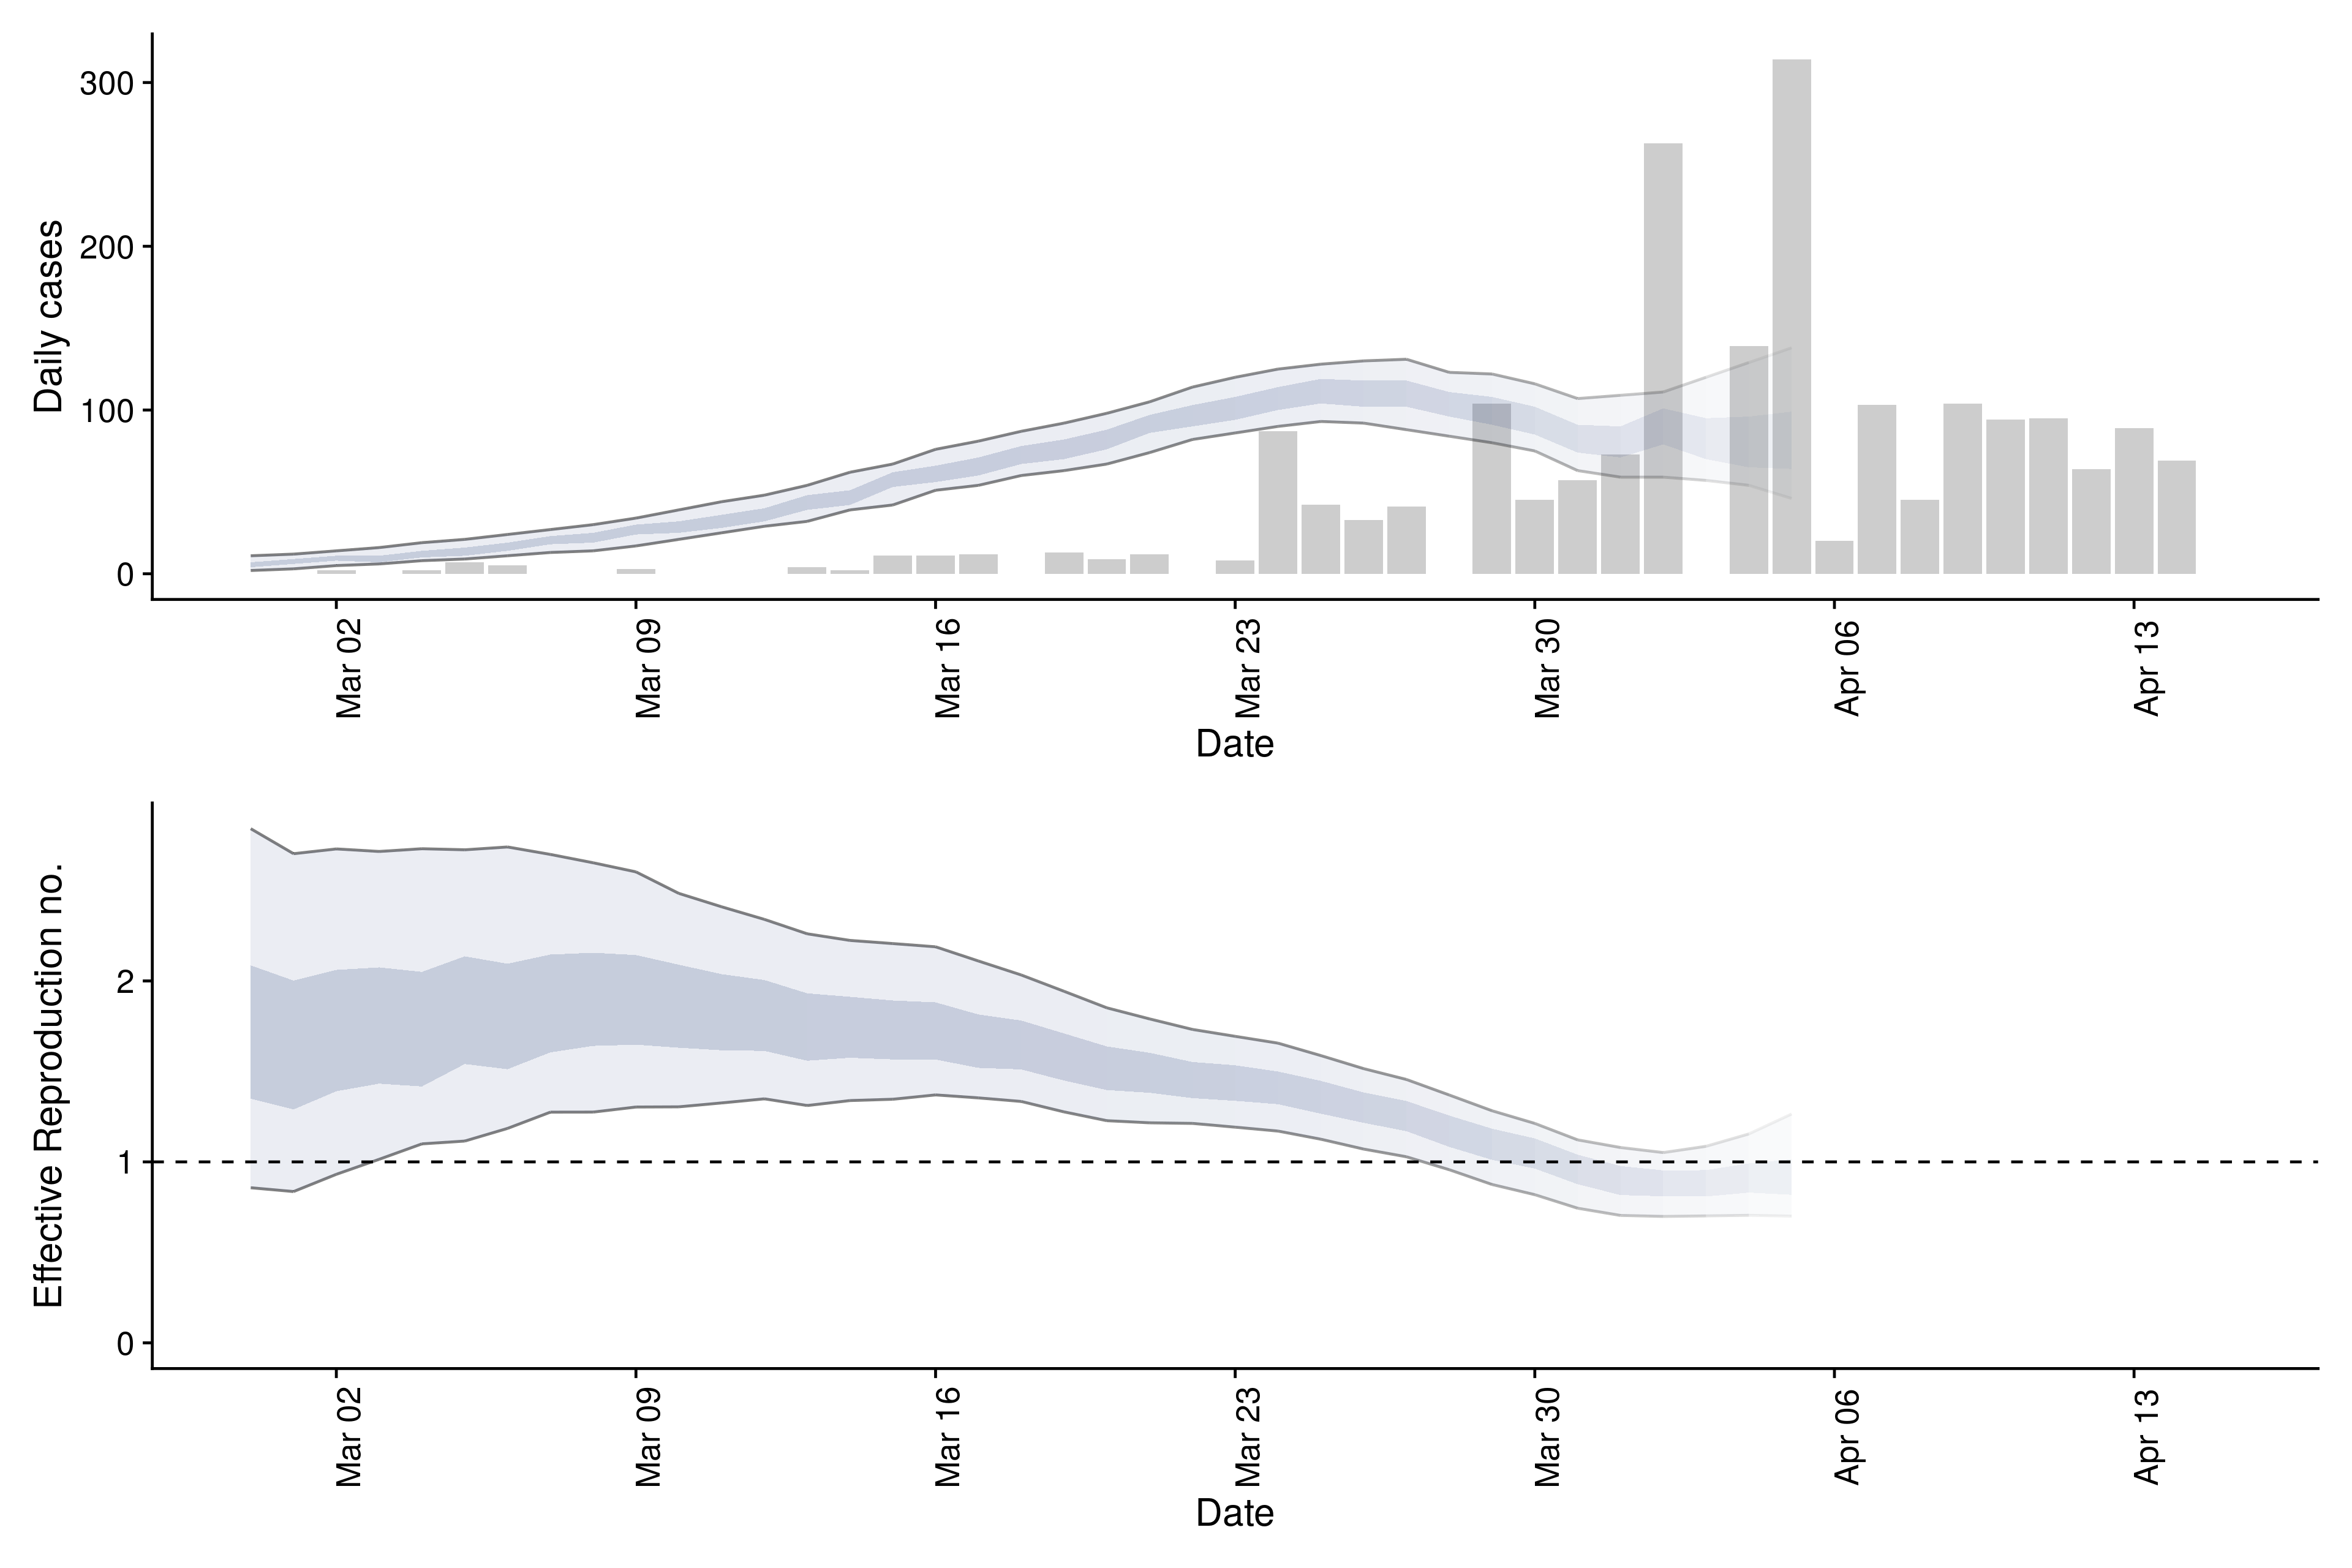 Daily cases
300
200
100
0
Mar 02
Mar 09
Mar 16
Mar 23
Mar 30
Apr 06
Apr 13
Date
Effective Reproduction no.
2
1
0
Mar 02
Mar 09
Mar 16
Mar 23
Mar 30
Apr 06
Apr 13
Date